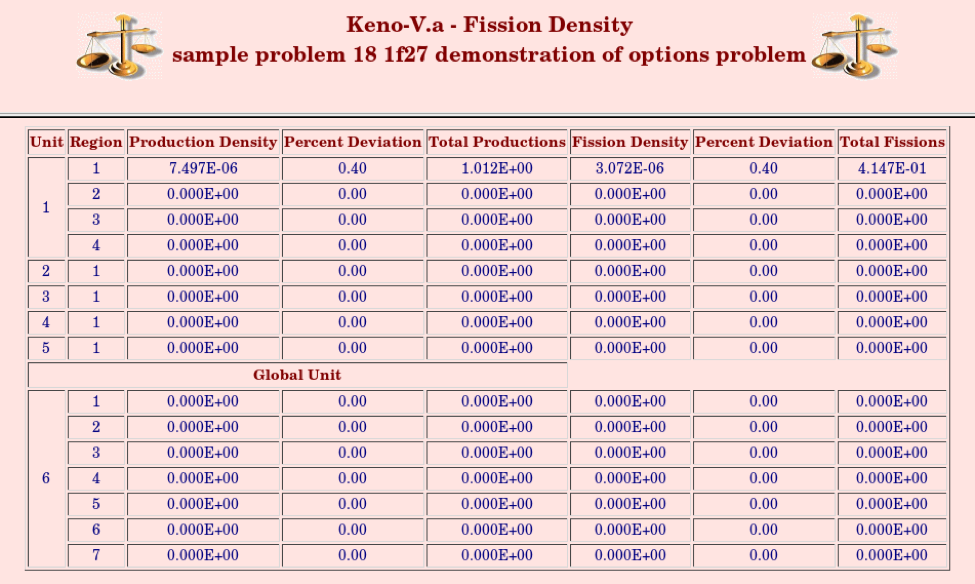 Keno-V.a - Fission Density
sample problem 18 1f27 demonstration of options problem
Unit Region Production Density Percent Deviation Total Productions Fission Density Percent Deviation Total Fissions
1 1 7.497E-06 0.40 1.012E+00 3.072E-06 0.40 4.147E-01
2 0.000E+00 0.00 0.000E+00 0.000E+00 0.00 0.000E+00
3 0.000E+00 0.00 0.000E+00 0.000E+00 0.00 0.000E+00
4 0.000E+00 0.00 0.000E+00 0.000E+00 0.00 0.000E+00
2 1 0.000E+00 0.00 0.000E+00 0.000E+00 0.00 0.000E+00
3 1 0.000E+00 0.00 0.000E+00 0.000E+00 0.00 0.000E+00
4 1 0.000E+00 0.00 0.000E+00 0.000E+00 0.00 0.000E+00
5 1 0.000E+00 0.00 0.000E+00 0.000E+00 0.00 0.000E+00
Global Unit
6 1 0.000E+00 0.00 0.000E+00 0.000E+00 0.00 0.000E+00
2 0.000E+00 0.00 0.000E+00 0.000E+00 0.00 0.000E+00
3 0.000E+00 0.00 0.000E+00 0.000E+00 0.00 0.000E+00
4 0.000E+00 0.00 0.000E+00 0.000E+00 0.00 0.000E+00
5 0.000E+00 0.00 0.000E+00 0.000E+00 0.00 0.000E+00
6 0.000E+00 0.00 0.000E+00 0.000E+00 0.00 0.000E+00
7 0.000E+00 0.00 0.000E+00 0.000E+00 0.00 0.000E+00